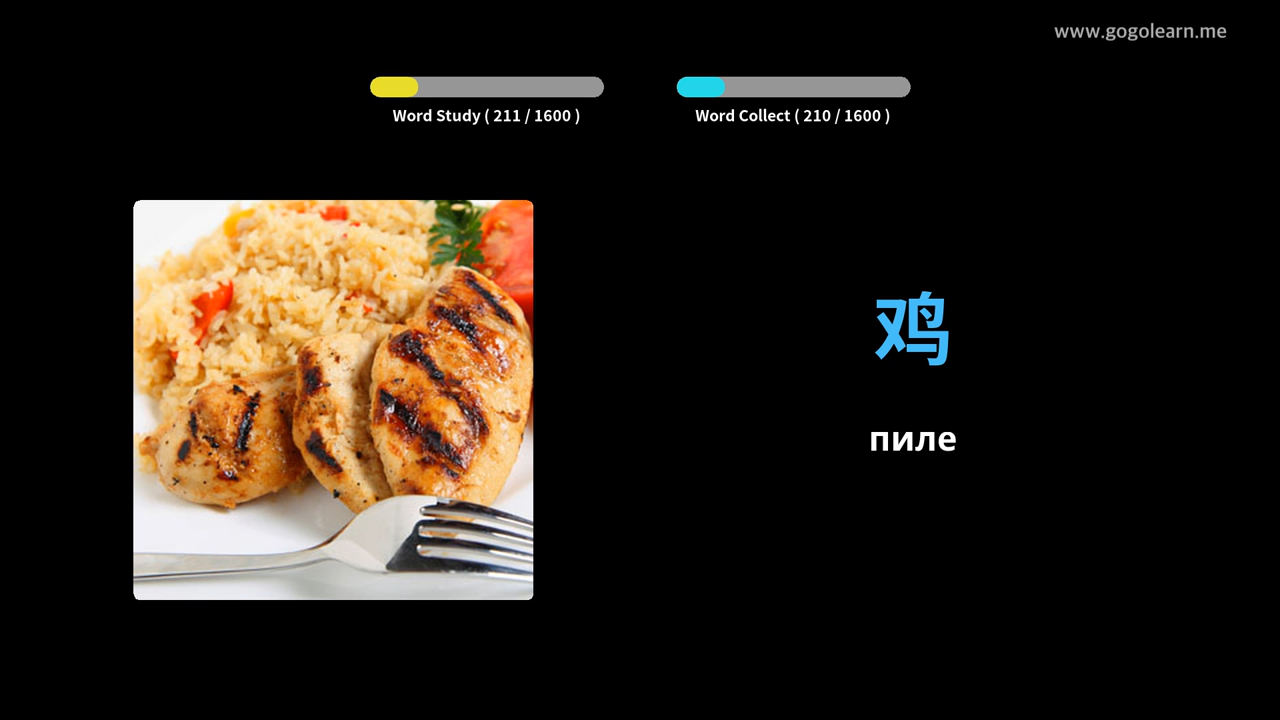 www.gogolearn.me
Word Study ( 211 / 1600 )
Word Collect ( 210 / 1600 )
鸡
пиле